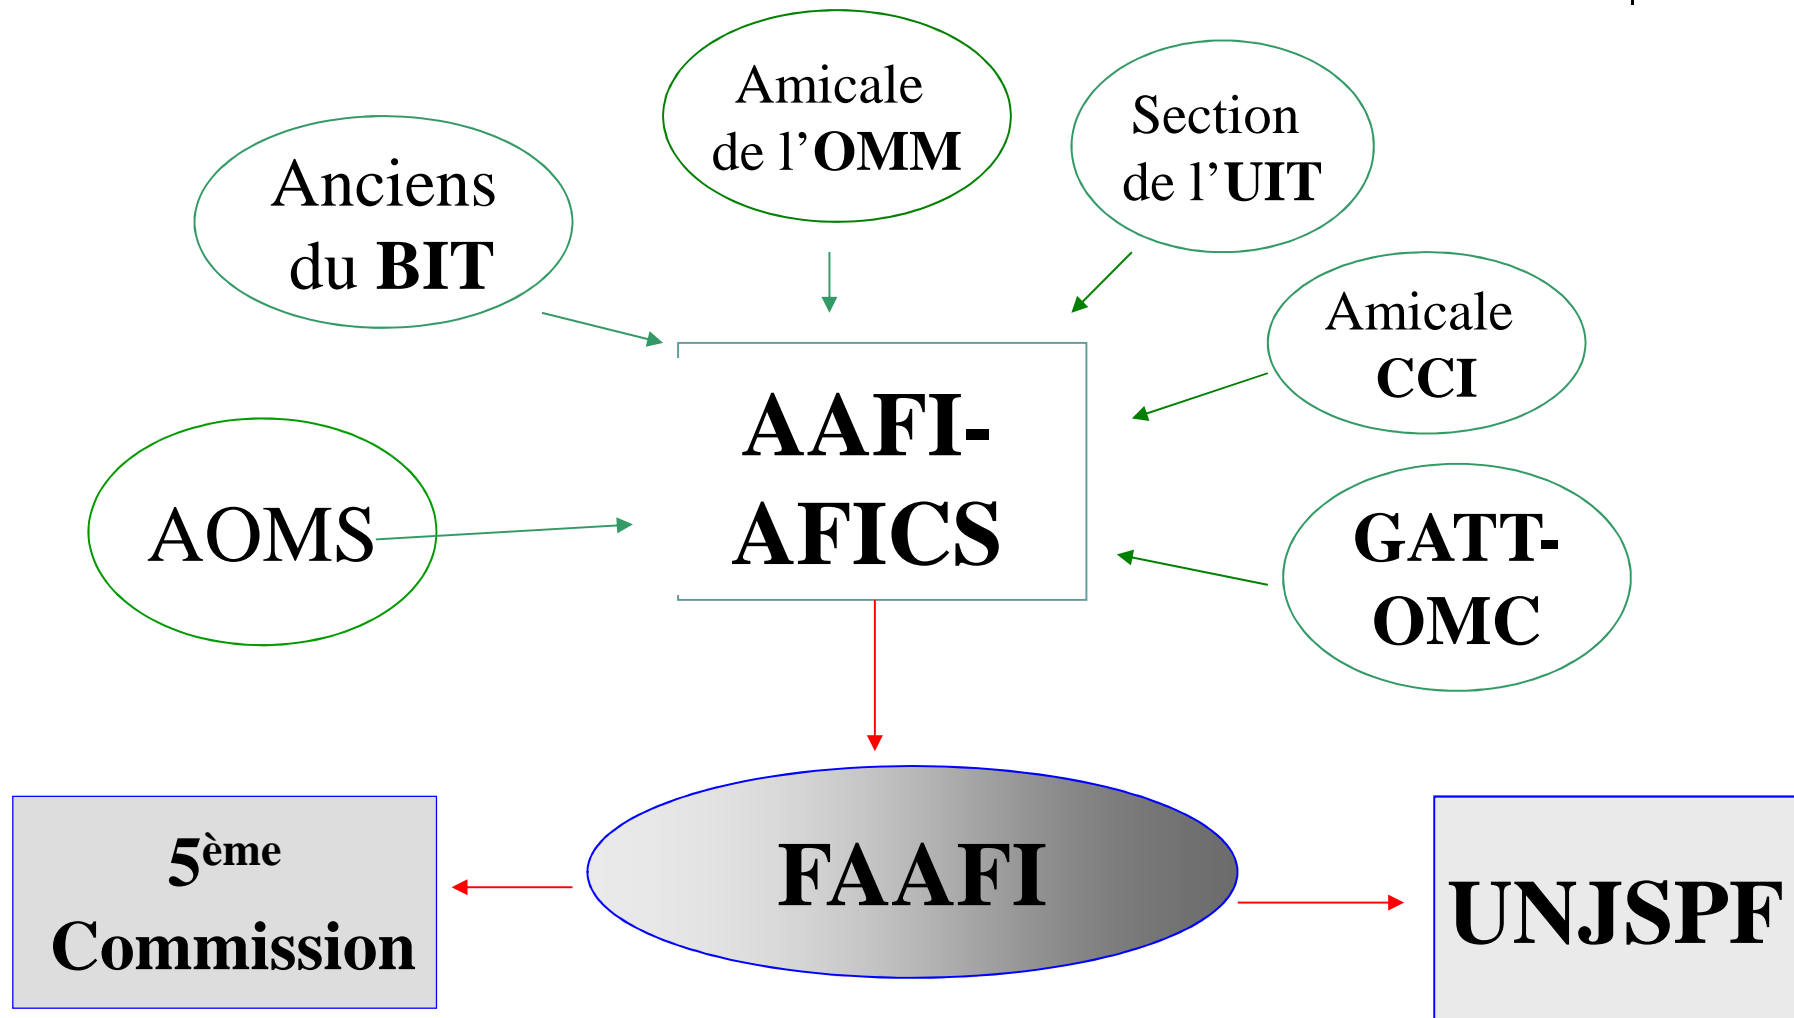 Amicale
de l’OMM
Section
de l’UIT
Anciens
du BIT
Amicale
CCI
AAFI-
AFICS
AOMS
GATT-
OMC
FAAFI
5ème
Commission
UNJSPF